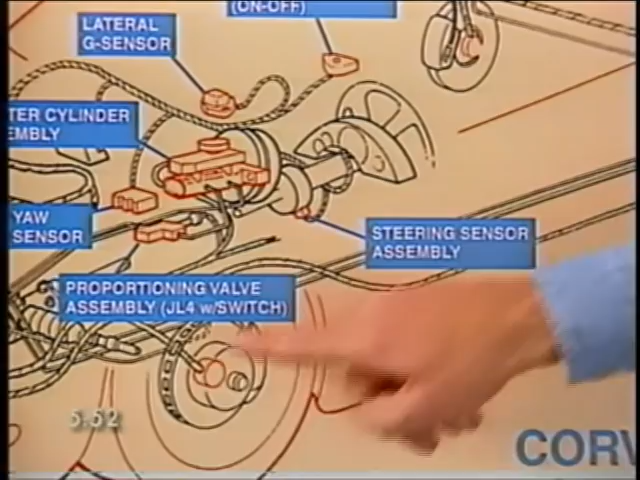 (ON-OFF)
LATERAL
G-SENSOR
TER CYLINDER
EMBLY
YAW
SENSOR
STEERING SENSOR
ASSEMBLY
PROPORTIONING VALVE
ASSEMBLY (JL4 w/SWITCH)
5:52
CORV